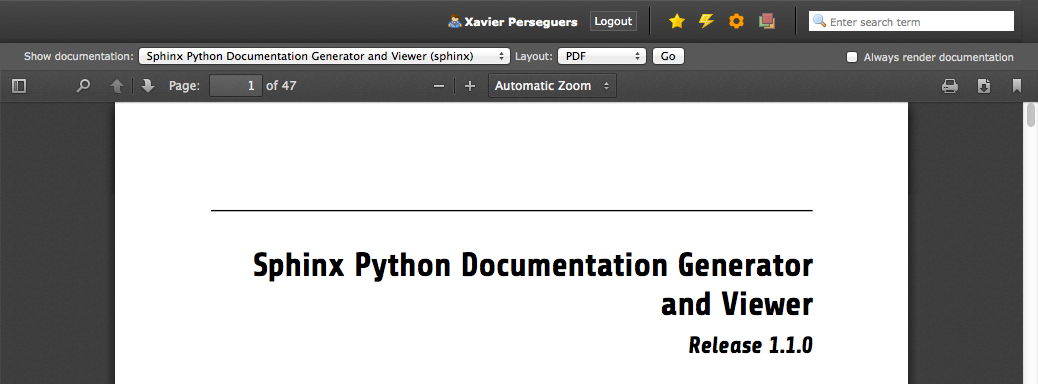 Xavier Perseguers Logout Enter search term
Show documentation: Sphinx Python Documentation Generator and Viewer (sphinx) Layout: PDF Go Always render documentation
Page: 1 of 47 Automatic Zoom
Sphinx Python Documentation Generator
and Viewer
Release 1.1.0